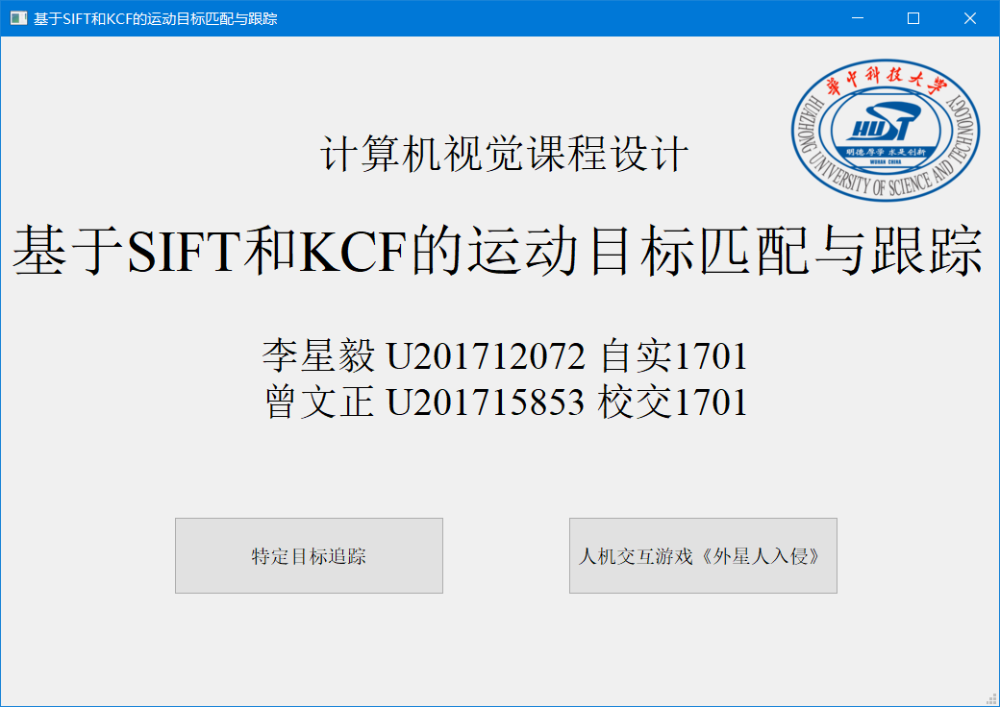 基于SIFT和KCF的运动目标匹配与跟踪
華中科技大学
HUST
明德厚学 求是创新
WUHAN CHINA
HUAZHONG UNIVERSITY OF SCIENCE AND TECHNOLOGY
计算机视觉课程设计
基于SIFT和KCF的运动目标匹配与跟踪
李星毅 U201712072 自实1701
曾文正 U201715853 校交1701
特定目标追踪
人机交互游戏《外星人入侵》